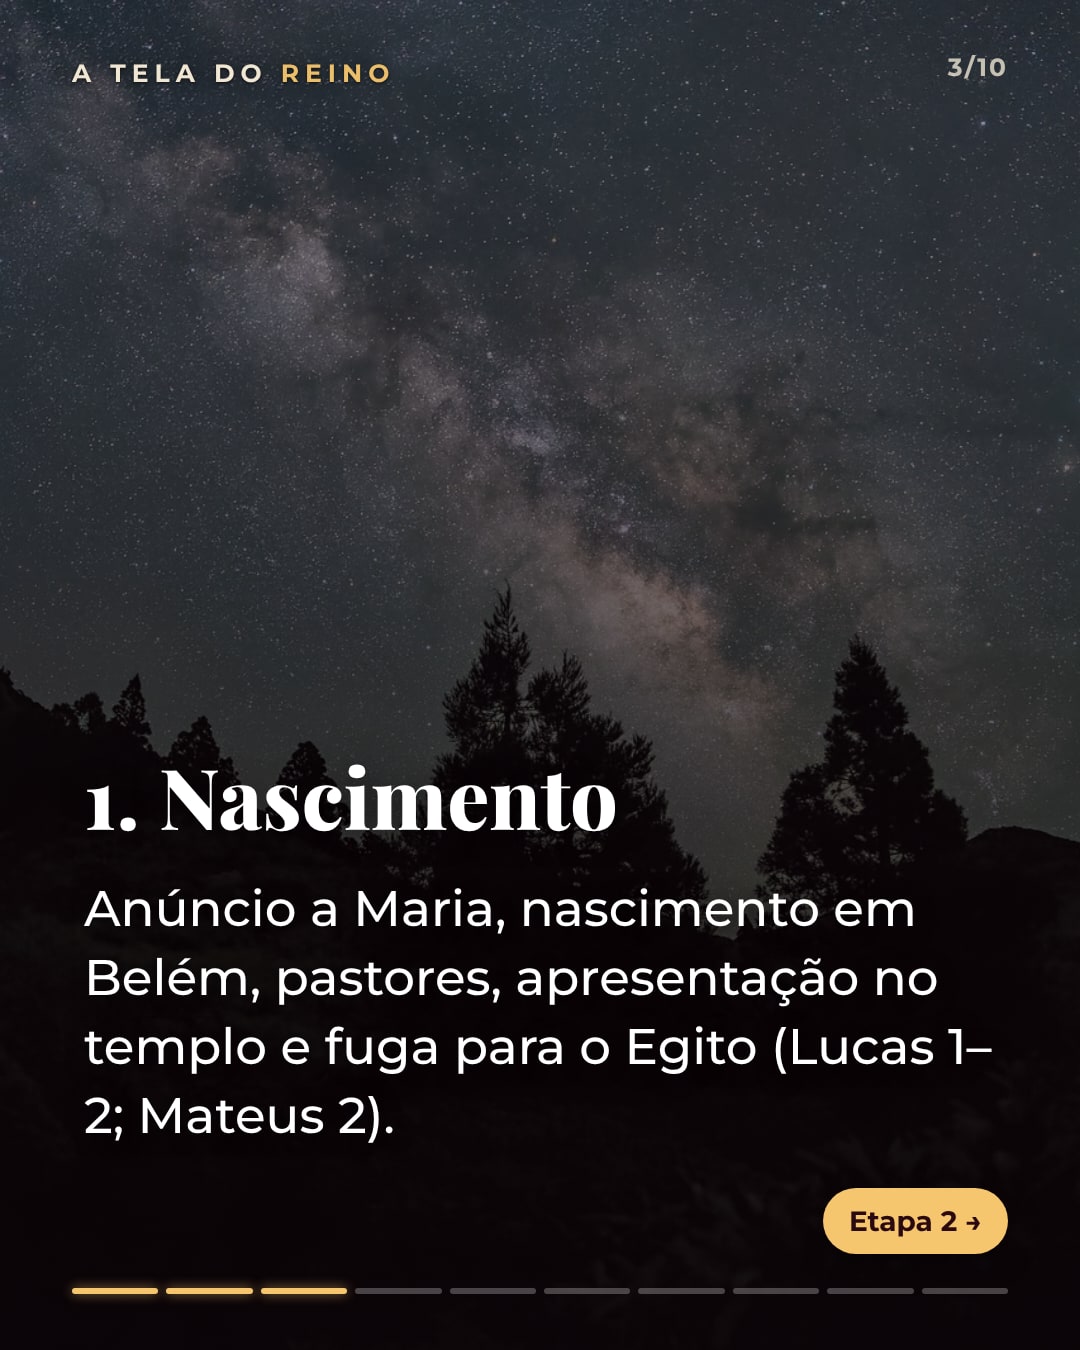 A TELA DO REINO
3/10
1. Nascimento
Anúncio a Maria, nascimento em
Belém, pastores, apresentação no
templo e fuga para o Egito (Lucas 1–
2; Mateus 2).
Etapa 2 →